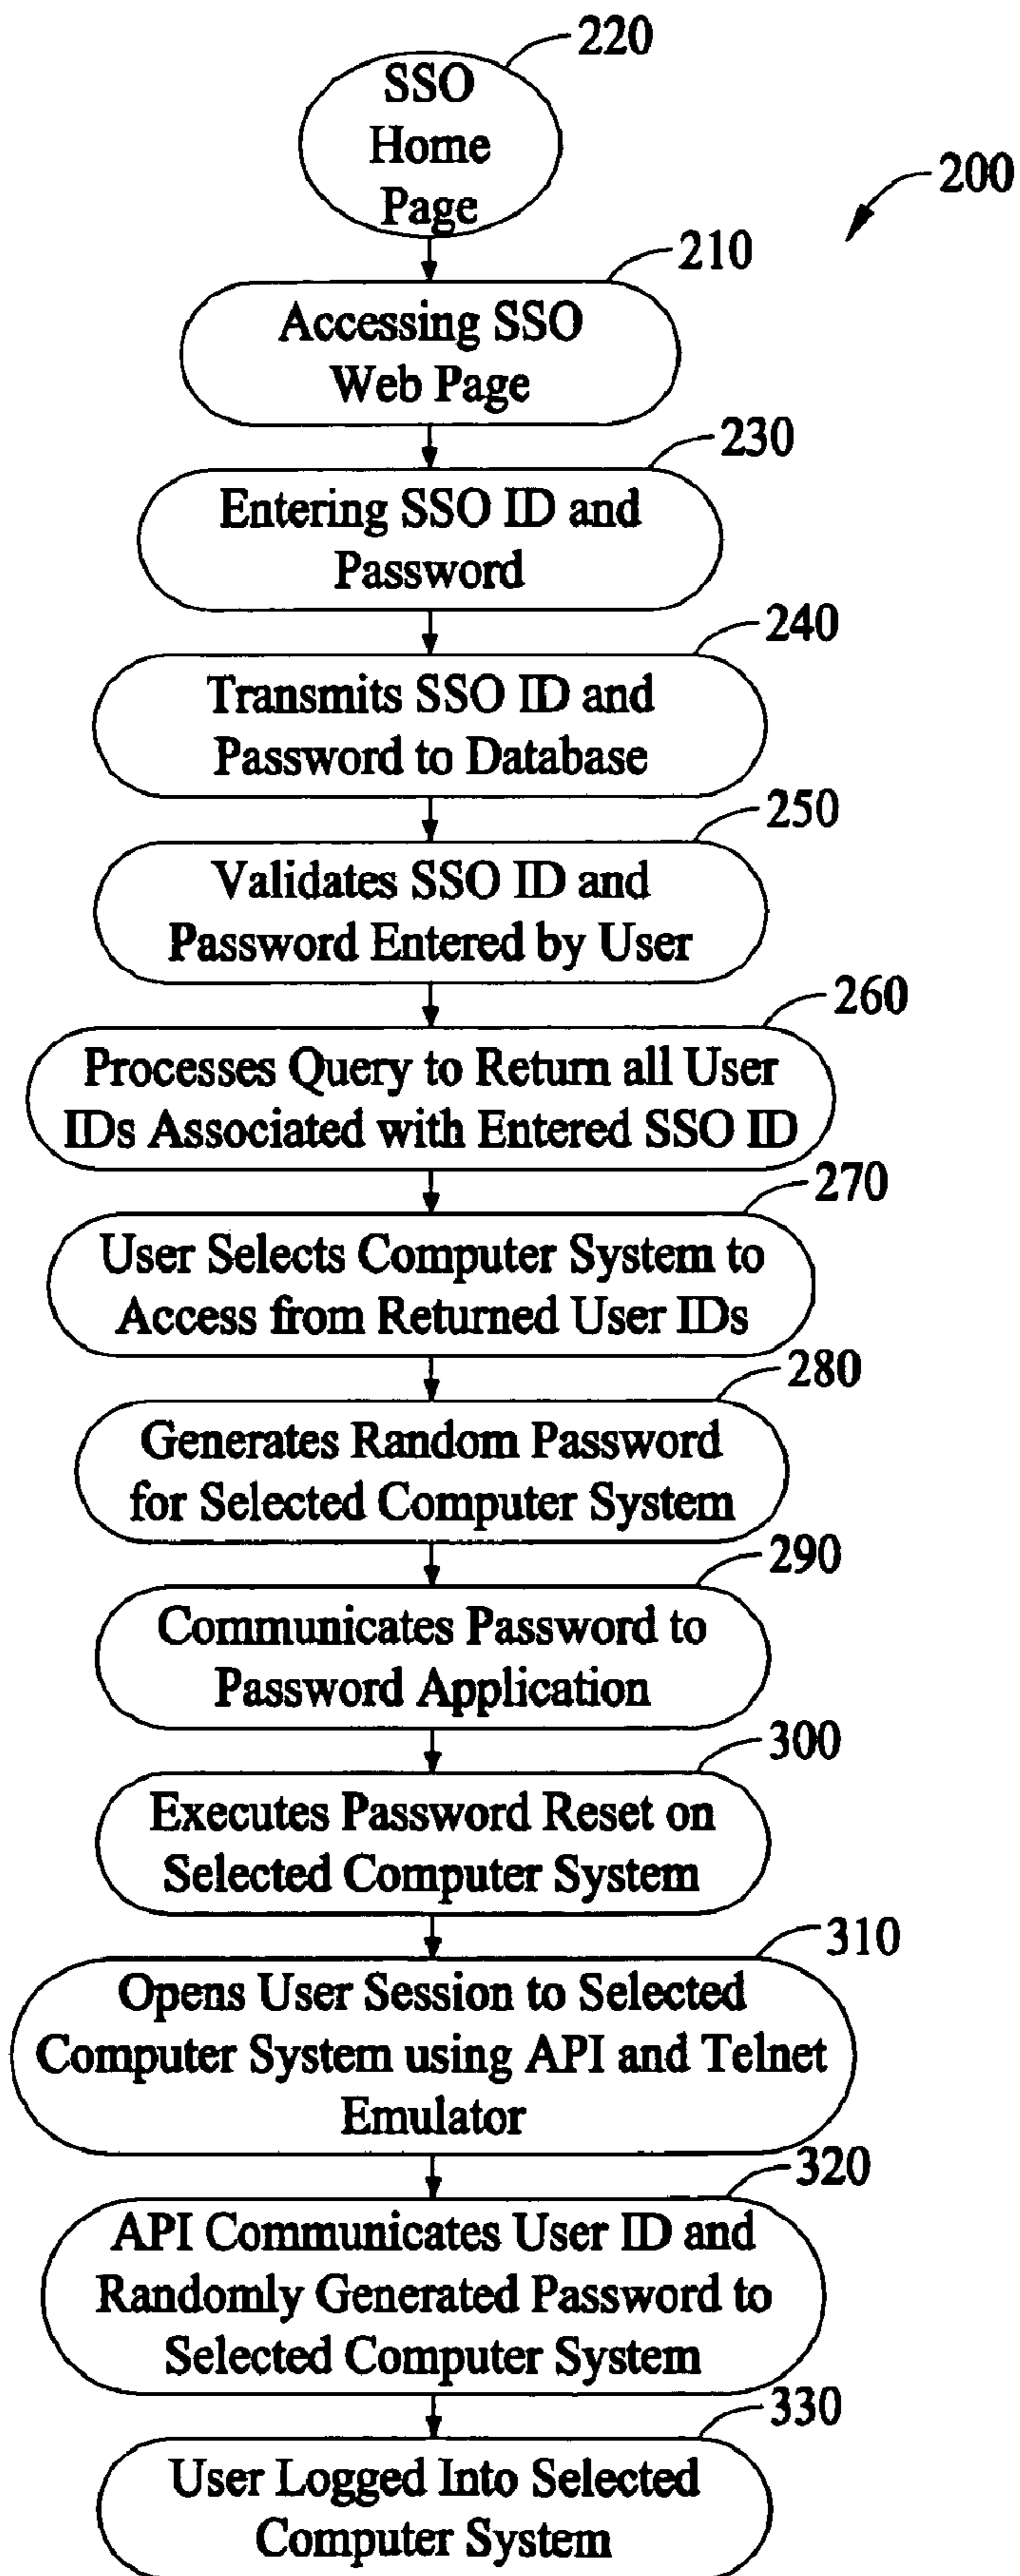 220
SSO
Home
Page
200
210
Accessing SSO
Web Page
230
Entering SSO ID and
Password
240
Transmits SSO ID and
Password to Database
250
Validates SSO ID and
Password Entered by User
260
Processes Query to Return all User
IDs Associated with Entered SSO ID
270
User Selects Computer System to
Access from Returned User IDs
280
Generates Random Password
for Selected Computer System
290
Communicates Password to
Password Application
300
Executes Password Reset on
Selected Computer System
310
Opens User Session to Selected
Computer System using API and Telnet
Emulator
320
API Communicates User ID and
Randomly Generated Password to
Selected Computer System
330
User Logged Into Selected
Computer System